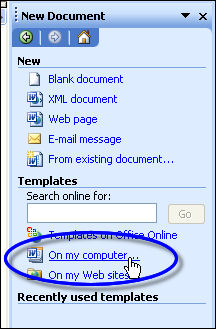 New Document
New
Blank document
XML document
Web page
E-mail message
From existing document...
Templates
Search online for:
Go
Templates on Office Online
On my computer...
On my Web sites
Recently used templates